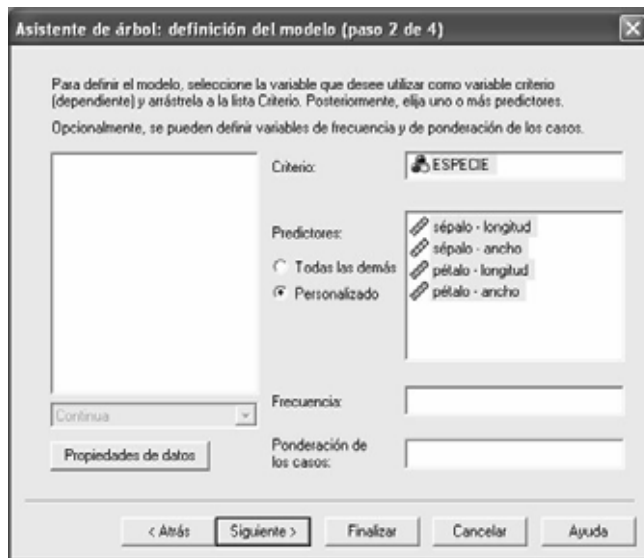 Asistente de árbol: definición del modelo (paso 2 de 4)
Para definir el modelo, seleccione la variable que desee utilizar como variable criterio
(dependiente) y arrástrela a la lista Criterio. Posteriormente, elija uno o más predictores.
Opcionalmente, se pueden definir variables de frecuencia y de ponderación de los casos.
Criterio:
ESPECIE
Predictores:
Todas las demás
Personalizado
sépalo - longitud
sépalo - ancho
pétalo - longitud
pétalo - ancho
Continua
Propiedades de datos
Frecuencia:
Ponderación de
los casos:
< Atrás
Siguiente >
Finalizar
Cancelar
Ayuda